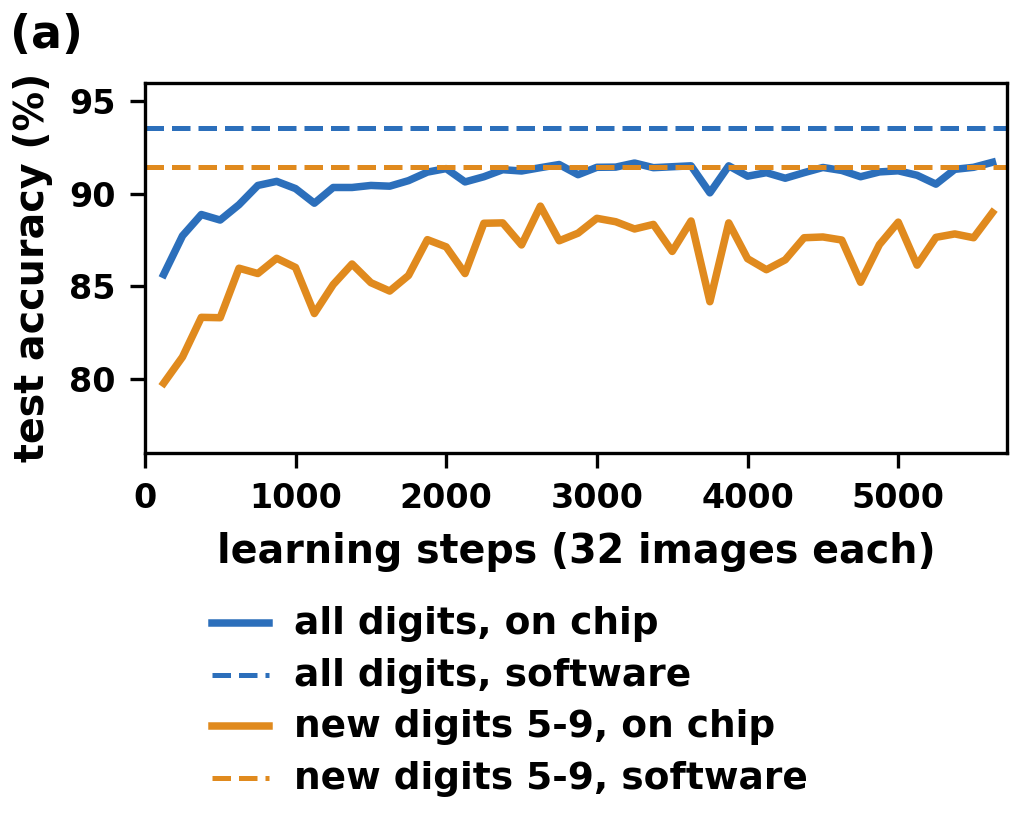 (a)
test accuracy (%)
95
90
85
80
0 1000 2000 3000 4000 5000
learning steps (32 images each)
all digits, on chip
all digits, software
new digits 5-9, on chip
new digits 5-9, software